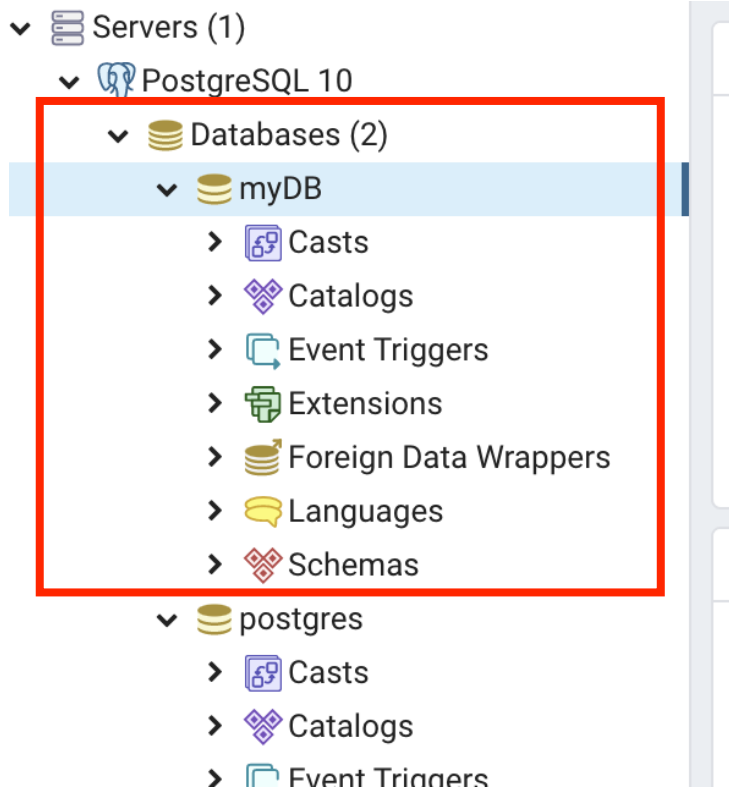 Servers (1)
PostgreSQL 10
Databases (2)
myDB
Casts
Catalogs
Event Triggers
Extensions
Foreign Data Wrappers
Languages
Schemas
postgres
Casts
Catalogs
Event Triggers